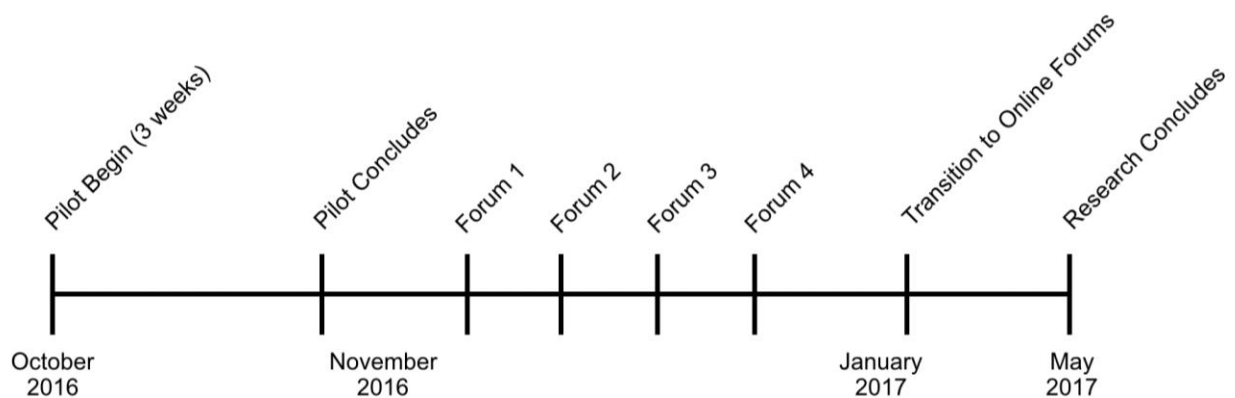 Pilot Begin (3 weeks)
Pilot Concludes
Forum 1
Forum 2
Forum 3
Forum 4
Transition to Online Forums
Research Concludes
October
2016
November
2016
January
2017
May
2017